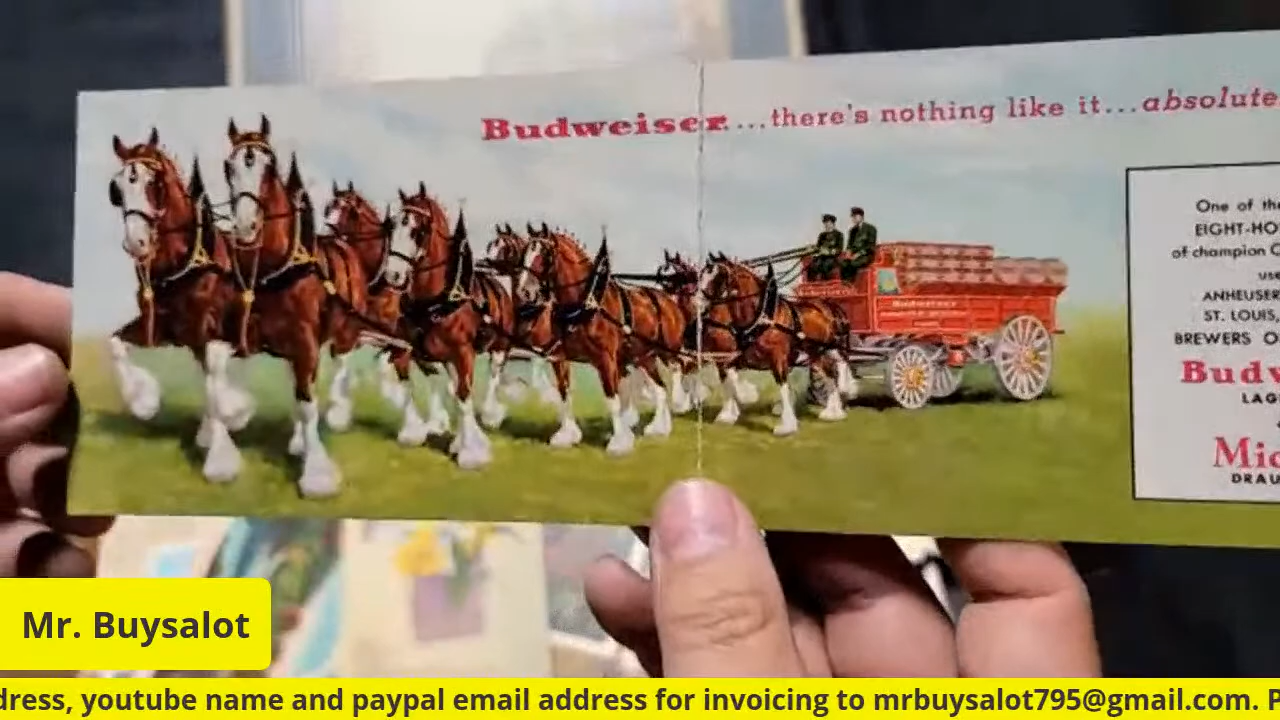 Budweiser...there's nothing like it...absolute
One of the
EIGHT-HO
of champion C
use
ANHEUSER
ST. LOUIS,
BREWERS O
Budw
LAG
Mic
DRAU
Budweiser
Mr. Buysalot
dress, youtube name and paypal email address for invoicing to mrbuysalot795@gmail.com. P